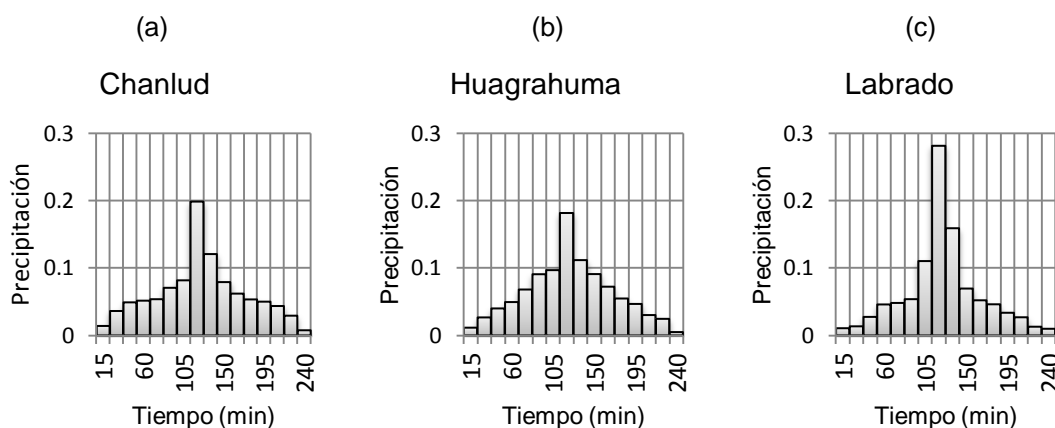 (a)
Chanlud
Precipitación
0.3
0.2
0.1
0
15
60
105
150
195
240
Tiempo (min)
(b)
Huagrahuma
Precipitación
0.3
0.2
0.1
0
15
60
105
150
195
240
Tiempo (min)
(c)
Labrado
Precipitación
0.3
0.2
0.1
0
15
60
105
150
195
240
Tiempo (min)